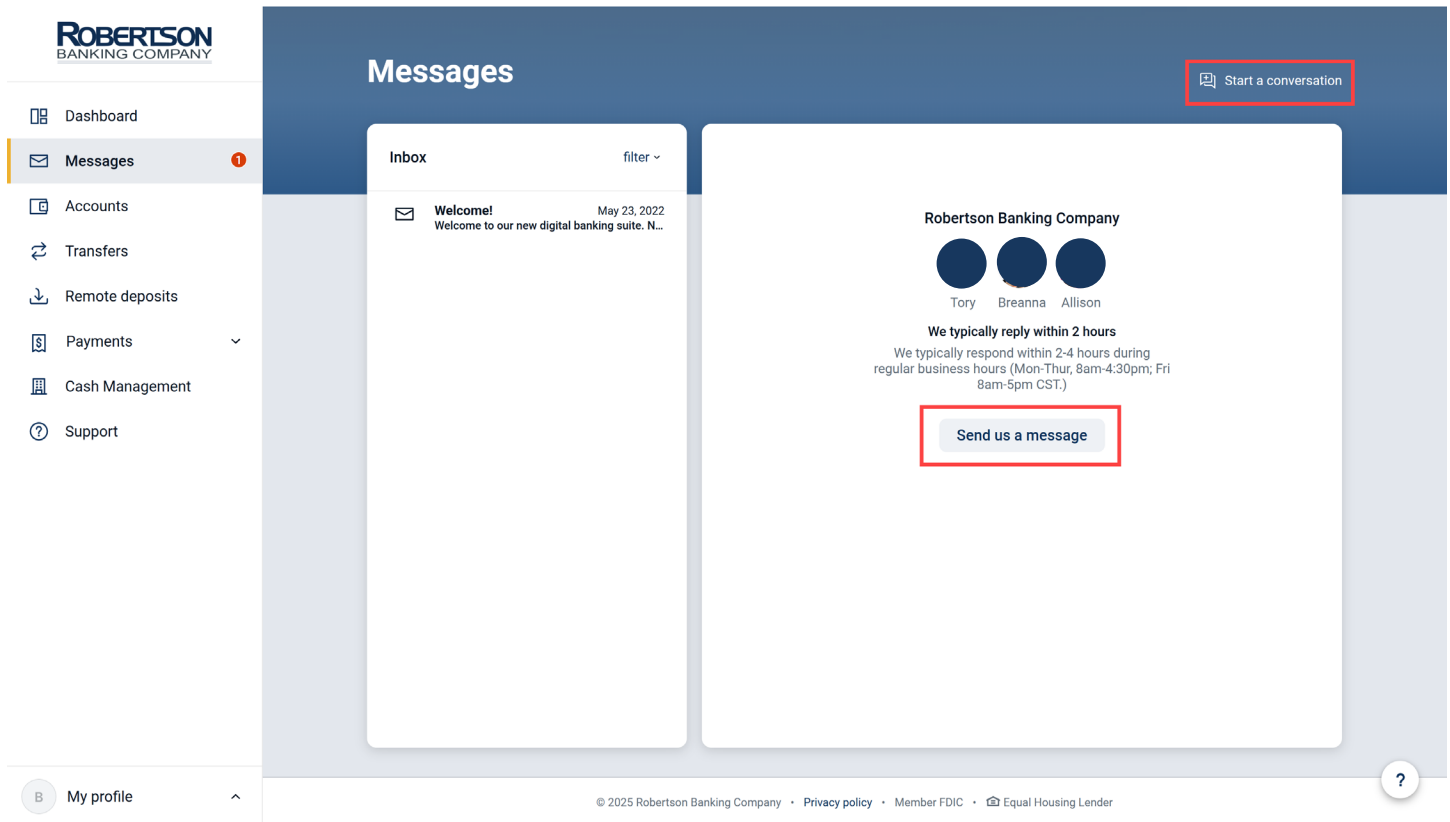 ROBERTSON
BANKING COMPANY
Dashboard
Messages 1
Accounts
Transfers
Remote deposits
Payments
Cash Management
Support
B My profile
Messages
Start a conversation
Inbox filter
Welcome! May 23, 2022
Welcome to our new digital banking suite. N...
Robertson Banking Company
Tory Breanna Allison
We typically reply within 2 hours
We typically respond within 2-4 hours during
regular business hours (Mon-Thur, 8am-4:30pm; Fri
8am-5pm CST.)
Send us a message
?
© 2025 Robertson Banking Company • Privacy policy • Member FDIC • Equal Housing Lender